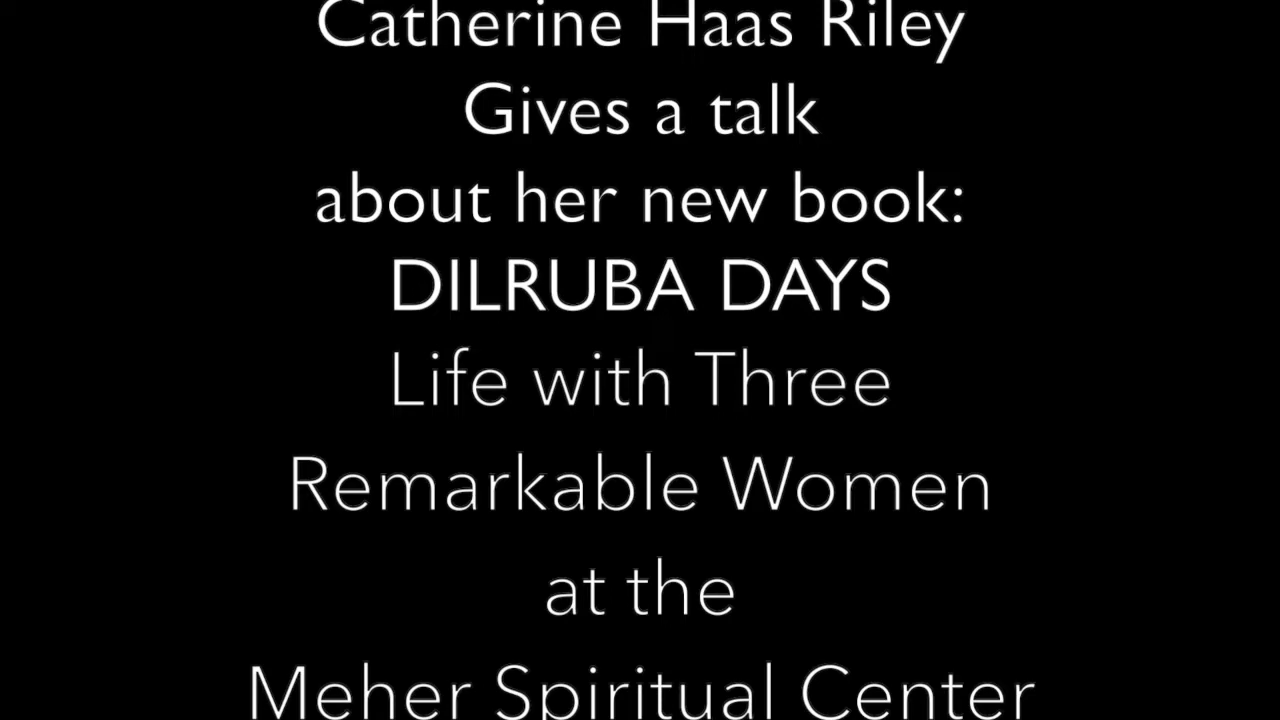 Catherine Haas Riley
Gives a talk
about her new book:
DILRUBA DAYS
Life with Three
Remarkable Women
at the
Meher Spiritual Center